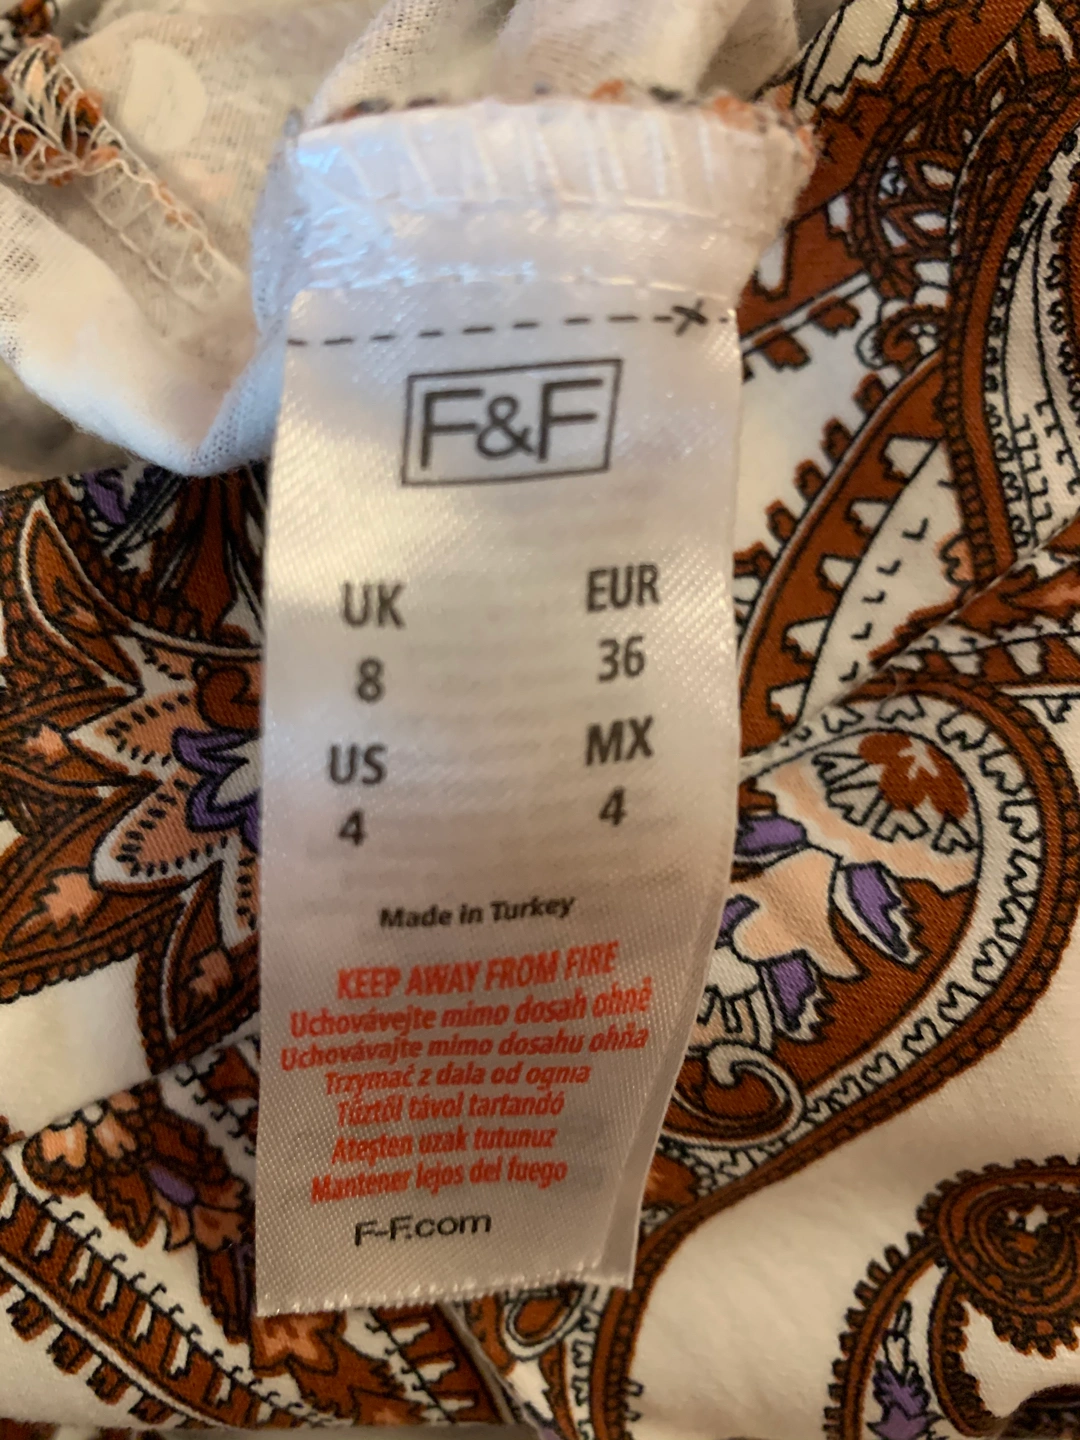 F&F
UK EUR
8 36
US MX
4 4
Made in Turkey
KEEP AWAY FROM FIRE
Uchovávejte mimo dosah ohně
Uchovávajte mimo dosahu ohňa
Trzymać z dala od ognia
Tűztől távol tartandó
Ateşten uzak tutunuz
Mantener lejos del fuego
F-F.com